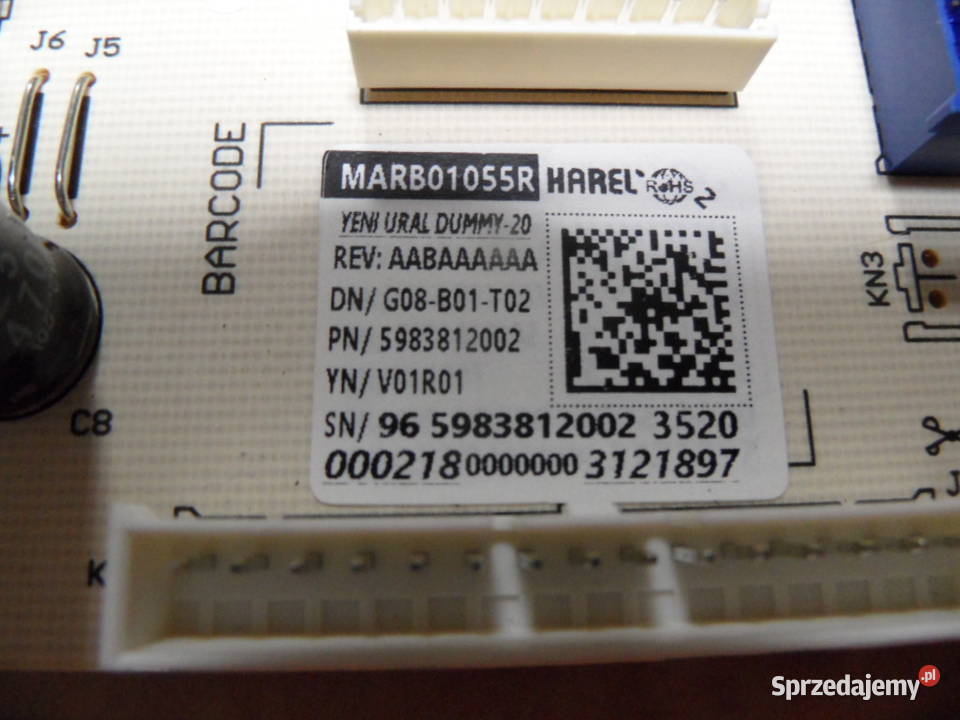 J6 J5
BARCODE
MARB01055R HAREL RoHS 2
YENI URAL DUMMY-20
REV: AABAAAAAA
DN/ G08-B01-T02
PN/ 5983812002
YN/ V01R01
SN/ 96 5983812002 3520
000218 0000000 3121897
KN3
C8
J
K
Sprzedajemy.pl